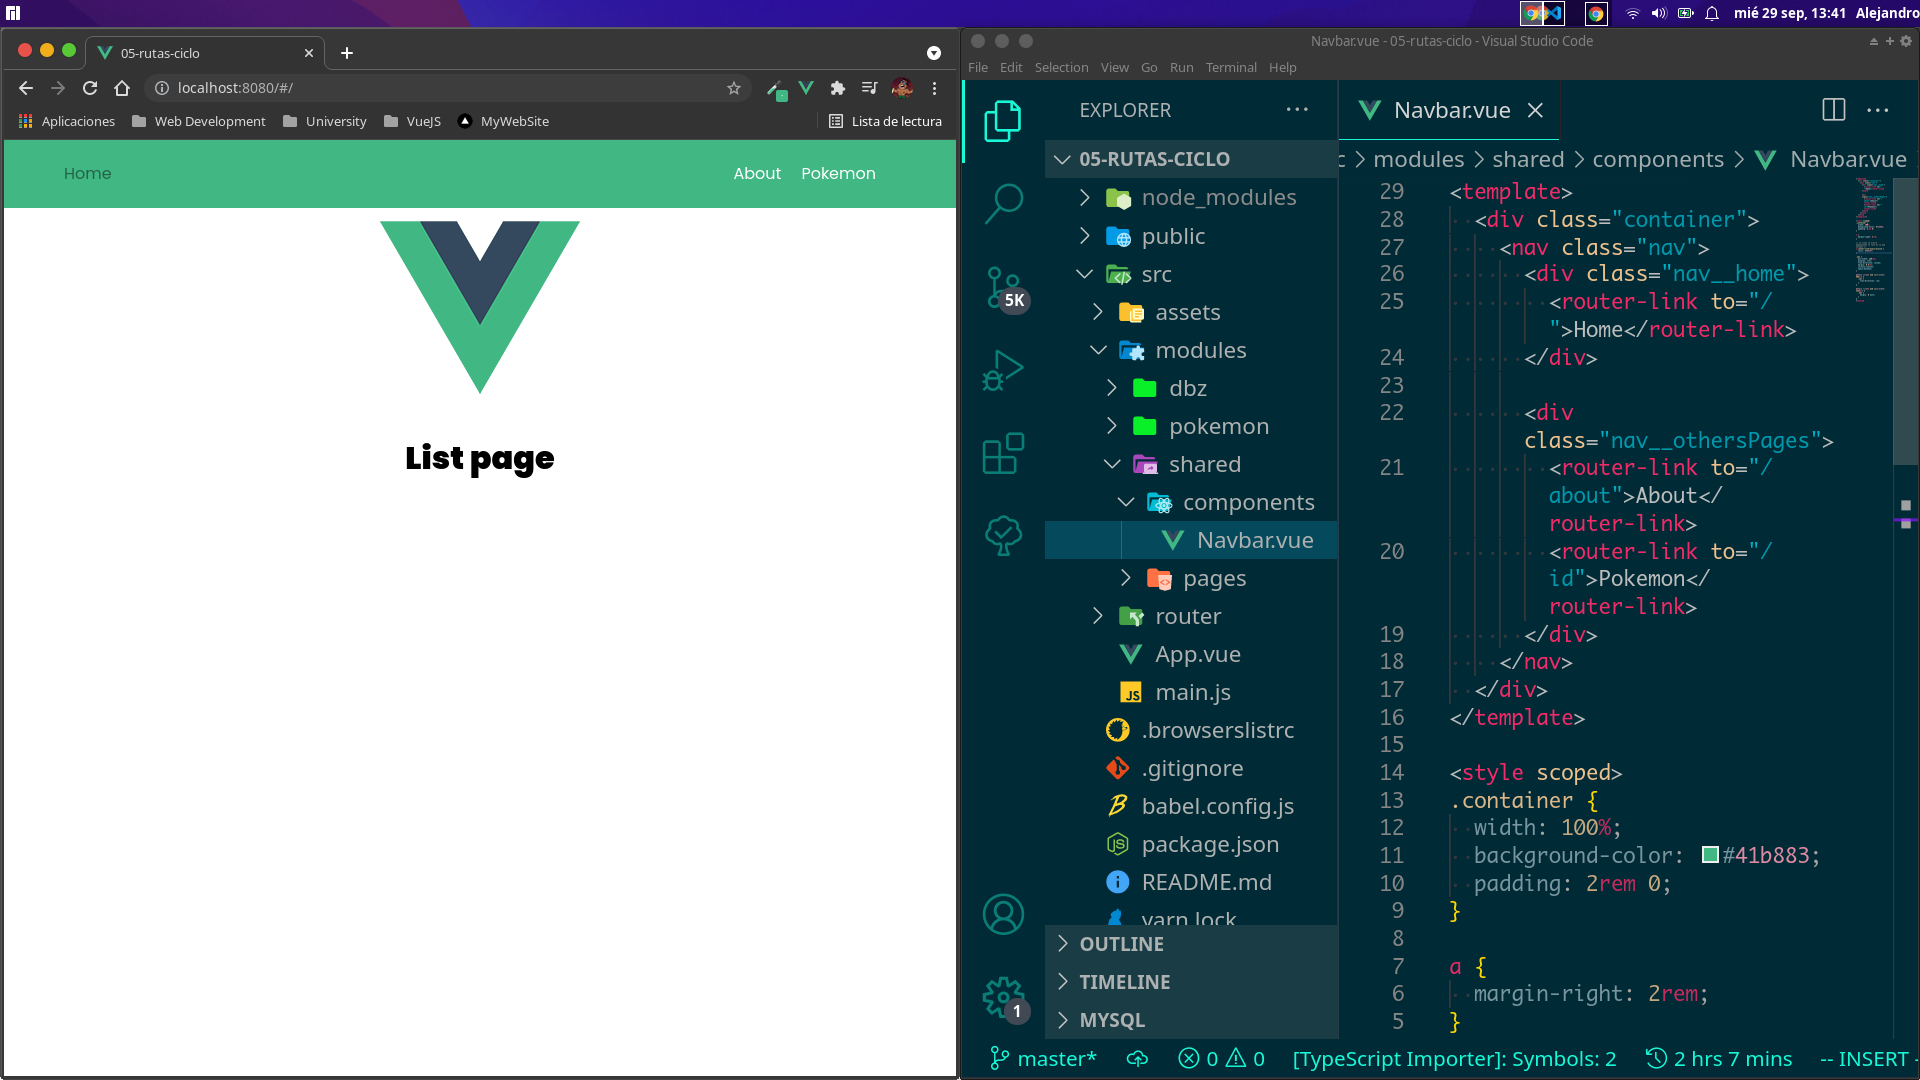 mié 29 sep, 13:41 Alejandro
05-rutas-ciclo
localhost:8080/#/
Aplicaciones
Web Development
University
VueJS
MyWebSite
Lista de lectura
Home
About
Pokemon
List page
Navbar.vue - 05-rutas-ciclo - Visual Studio Code
File Edit Selection View Go Run Terminal Help
5K
1
EXPLORER
05-RUTAS-CICLO
node_modules
public
src
assets
modules
dbz
pokemon
shared
components
Navbar.vue
pages
router
App.vue
main.js
.browserslistrc
.gitignore
babel.config.js
package.json
README.md
yarn.lock
OUTLINE
TIMELINE
MYSQL
Navbar.vue
c > modules > shared > components > Navbar.vue
29 <template>
28 <div class="container">
27 <nav class="nav">
26 <div class="nav__home">
25 <router-link to="/
">Home</router-link>
24 </div>
23
22 <div
class="nav__othersPages">
21 <router-link to="/
about">About</
router-link>
20 <router-link to="/
id">Pokemon</
router-link>
19 </div>
18 </nav>
17 </div>
16 </template>
15
14 <style scoped>
13 .container {
12 width: 100%;
11 background-color: #41b883;
10 padding: 2rem 0;
9 }
8
7 a {
6 margin-right: 2rem;
5 }
master* 0 0 [TypeScript Importer]: Symbols: 2 2 hrs 7 mins -- INSERT -